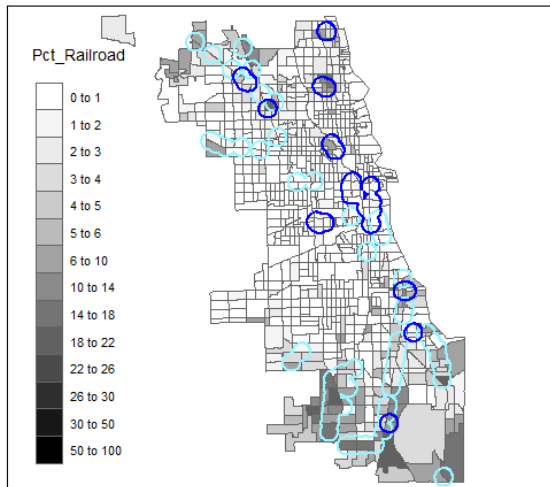 Pct_Railroad
0 to 1
1 to 2
2 to 3
3 to 4
4 to 5
5 to 6
6 to 10
10 to 14
14 to 18
18 to 22
22 to 26
26 to 30
30 to 50
50 to 100